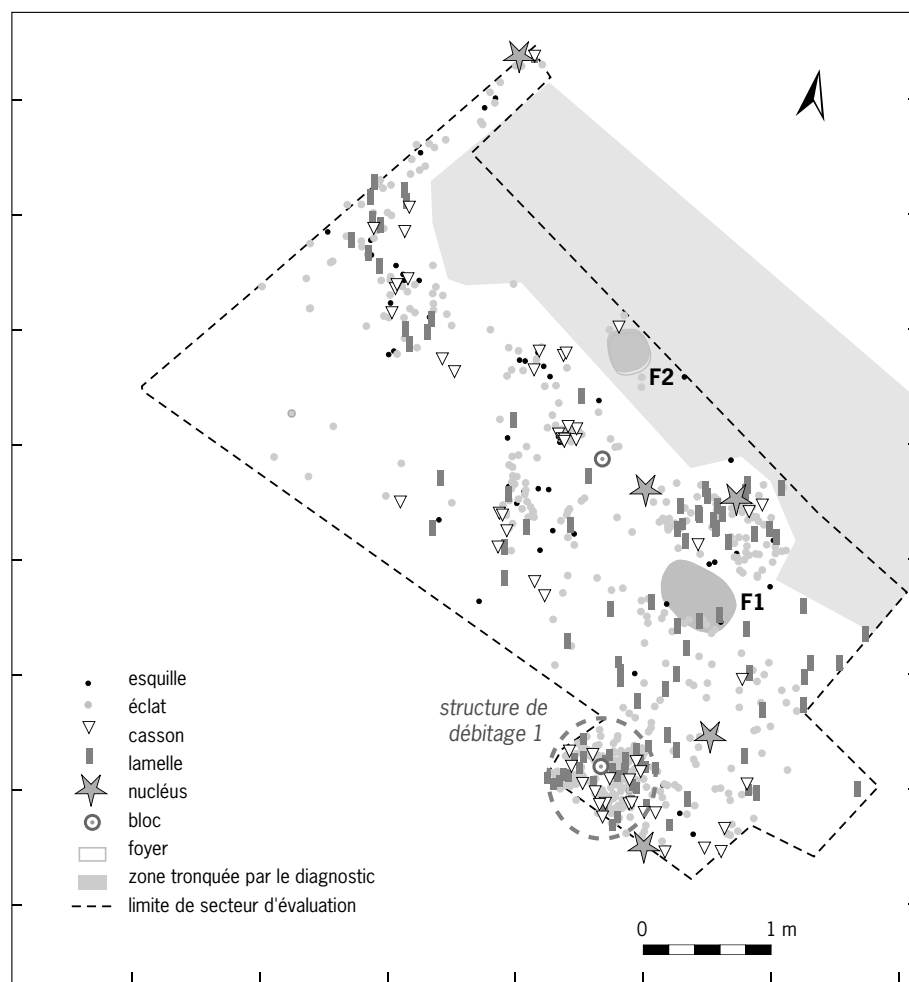 F2
F1
structure de
débitage 1
esquille
éclat
casson
lamelle
nucléus
bloc
foyer
zone tronquée par le diagnostic
limite de secteur d'évaluation
0 1 m